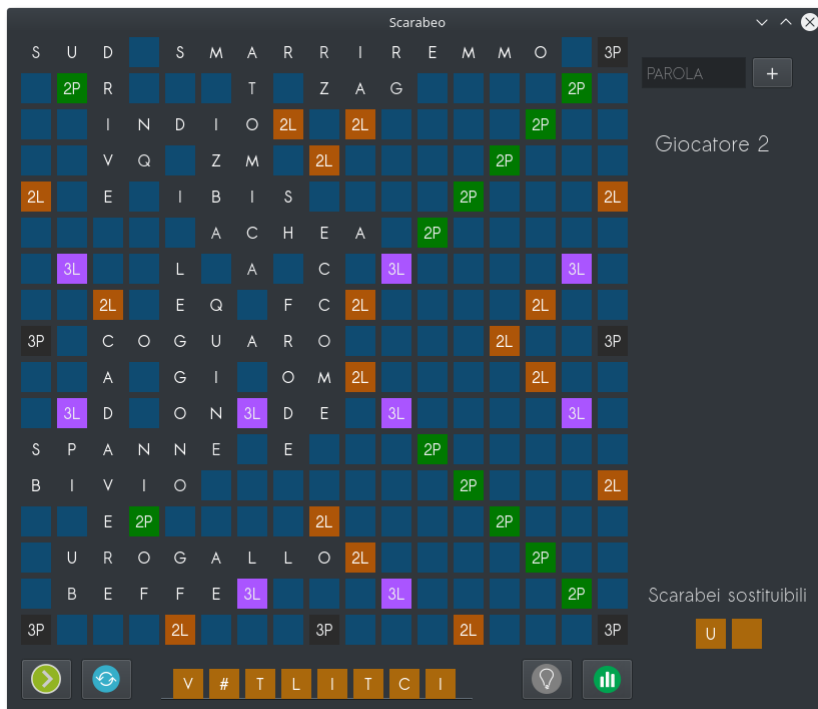 Scarabeo
S U D S M A R R I R E M M O 3P
2P R T Z A G 2P
I N D I O 2L 2L 2P
V Q Z M 2L 2P
2L E I B I S 2P 2L
A C H E A 2P
3L L A C 3L 3L
2L E Q F C 2L 2L
3P C O G U A R O 2L 3P
A G I O M 2L 2L
3L D O N 3L D E 3L 3L
S P A N N E E 2P
B I V I O 2P 2L
E 2P 2L 2P
U R O G A L L O 2L 2P
B E F F E 3L 3L 2P
3P 2L 3P 2L 3P
V # T L I T C I
PAROLA +
Giocatore 2
Scarabei sostituibili
U